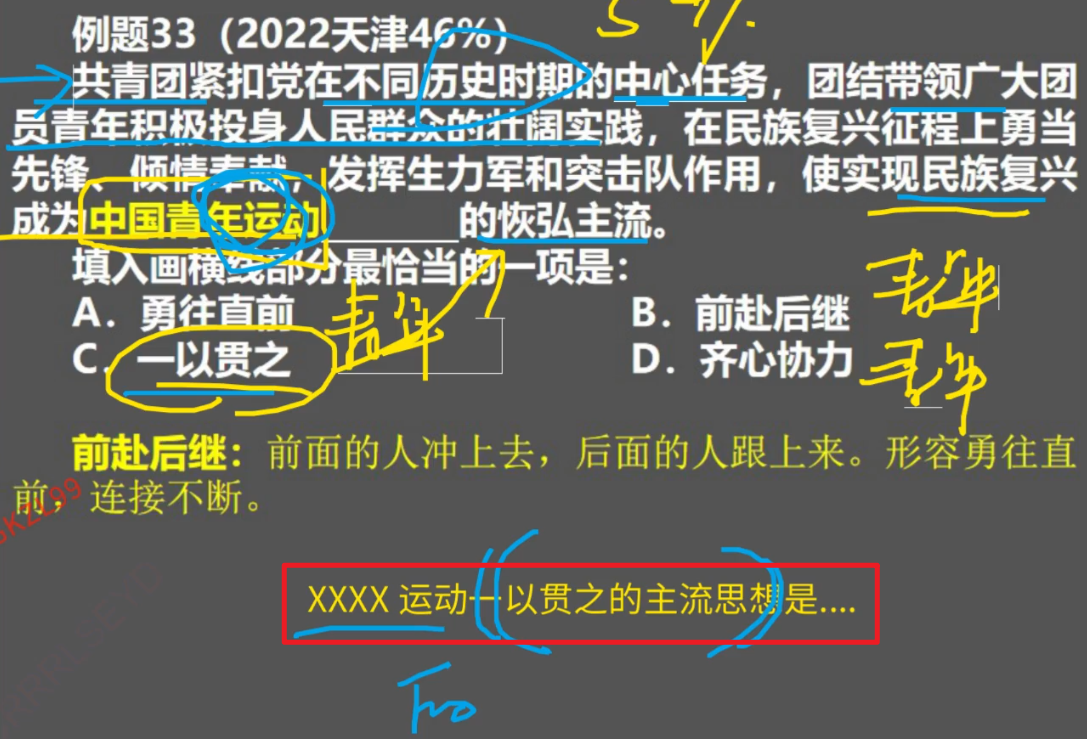 例题33（2022天津46%）
5 4%
共青团紧扣党在不同历史时期的中心任务，团结带领广大团
员青年积极投身人民群众的壮阔实践，在民族复兴征程上勇当
先锋、倾情奉献，发挥生力军和突击队作用，使实现民族复兴
成为中国青年运动________的恢弘主流。
填入画横线部分最恰当的一项是：
A．勇往直前
B．前赴后继
青年
青年
C．一以贯之
D．齐心协力
青年
前赴后继：前面的人冲上去，后面的人跟上来。形容勇往直
前，连接不断。
XXXX 运动一以贯之的主流思想是....